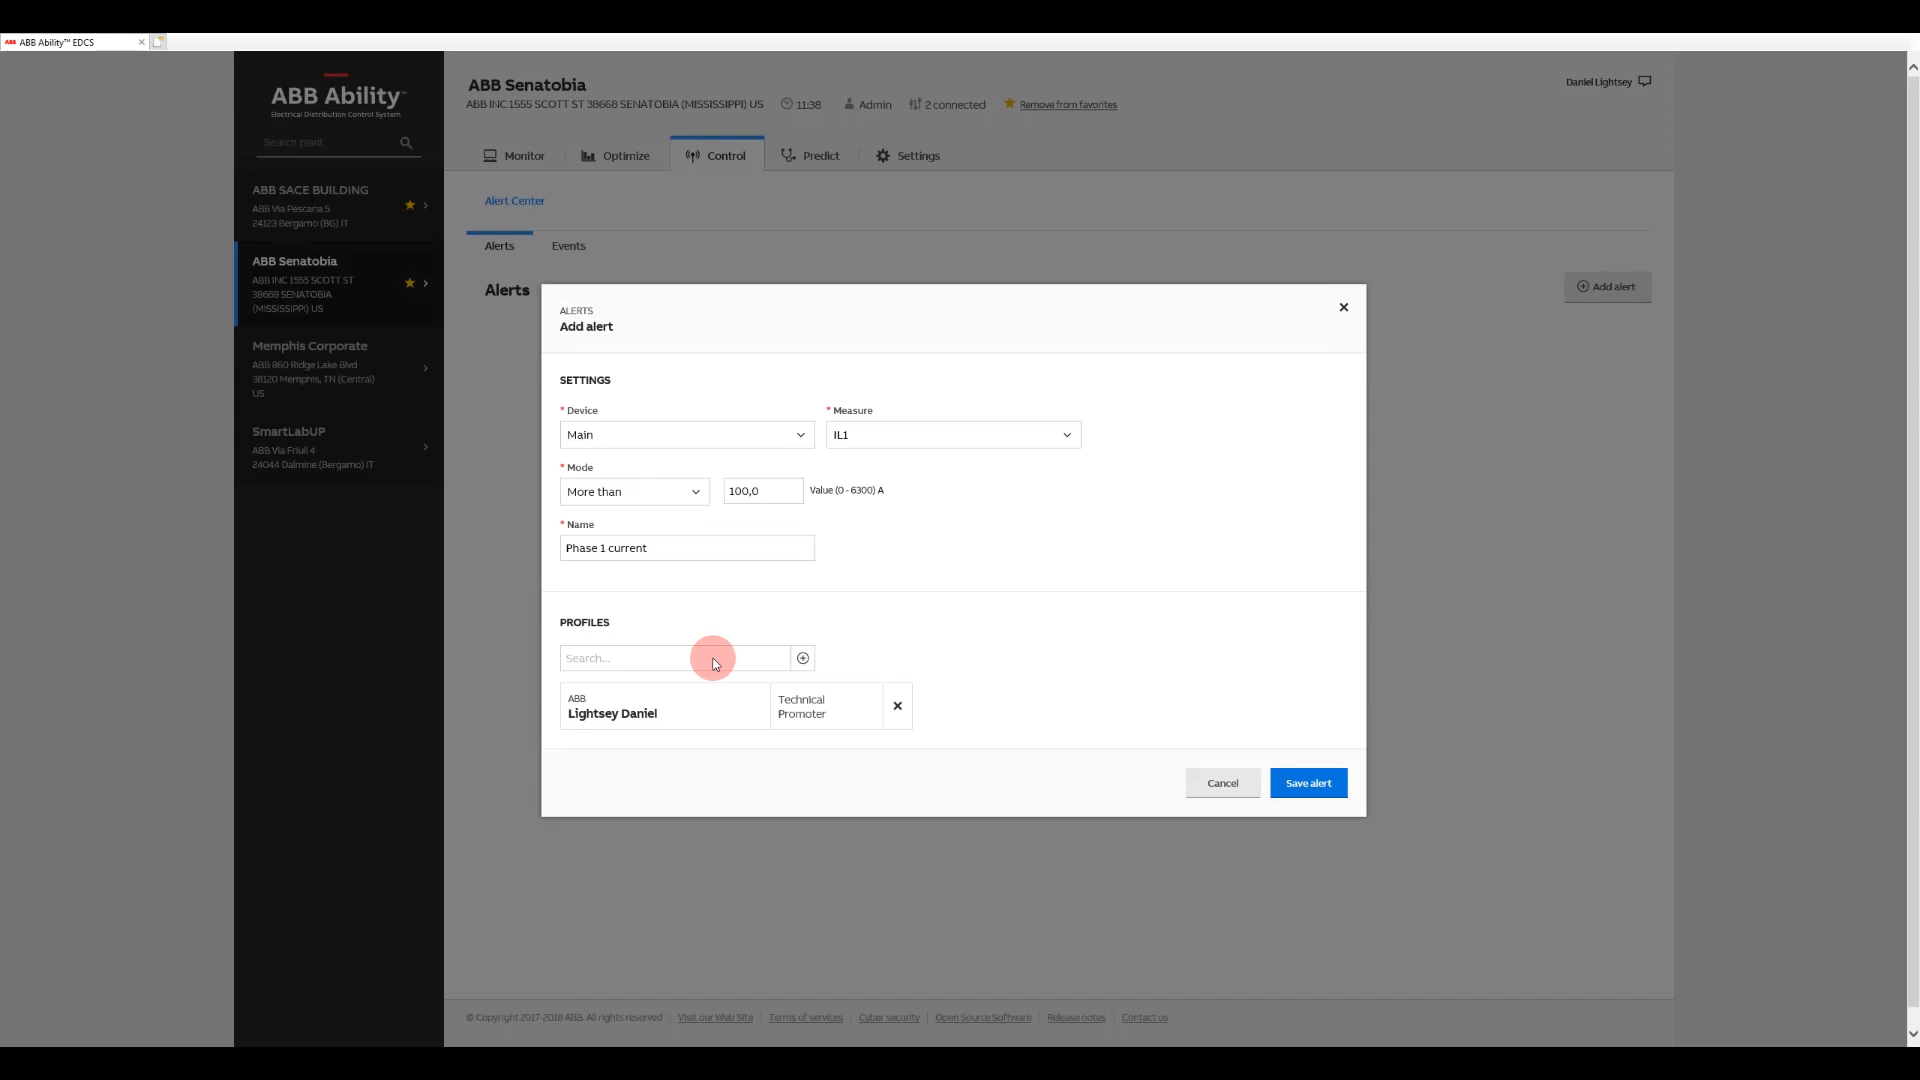 ABB Ability™ EDCS
ABB Ability™
Electrical Distribution Control System
Search plant...
ABB SACE BUILDING
ABB Via Pescaria 5
24123 Bergamo (BG) IT
ABB Senatobia
ABB INC 1555 SCOTT ST
38668 SENATOBIA
(MISSISSIPPI) US
Memphis Corporate
ABB 860 Ridge Lake Blvd
38120 Memphis, TN (Central)
US
SmartLabUP
ABB Via Friuli 4
24044 Dalmine (Bergamo) IT
ABB Senatobia
ABB INC 1555 SCOTT ST 38668 SENATOBIA (MISSISSIPPI) US 11:38 Admin 2 connected Remove from favorites
Daniel Lightsey
Monitor Optimize Control Predict Settings
Alert Center
Alerts Events
Alerts
Add alert
ALERTS
Add alert
SETTINGS
* Device * Measure
Main IL1
* Mode
More than 100,0 Value (0 - 6300) A
* Name
Phase 1 current
PROFILES
Search...
ABB
Lightsey Daniel
Technical
Promoter
Cancel Save alert
© Copyright 2017-2018 ABB. All rights reserved Visit our Web Site Terms of services Cyber security Open Source Software Release notes Contact us